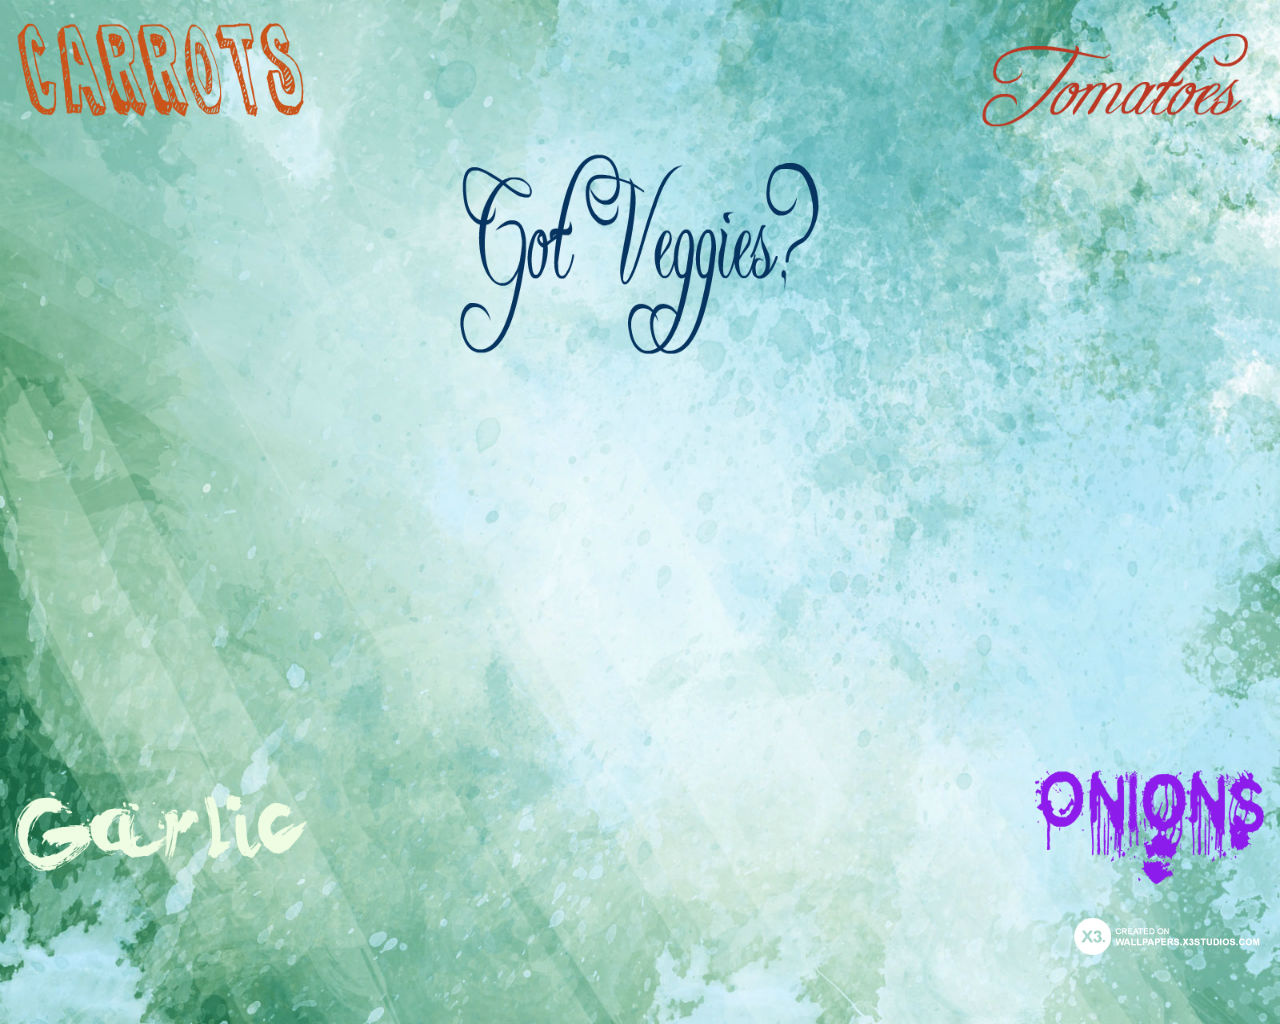 CARROTS
Tomatoes
Got Veggies?
Garlic
ONIONS
X3.
CREATED ON
WALLPAPERS.X3STUDIOS.COM